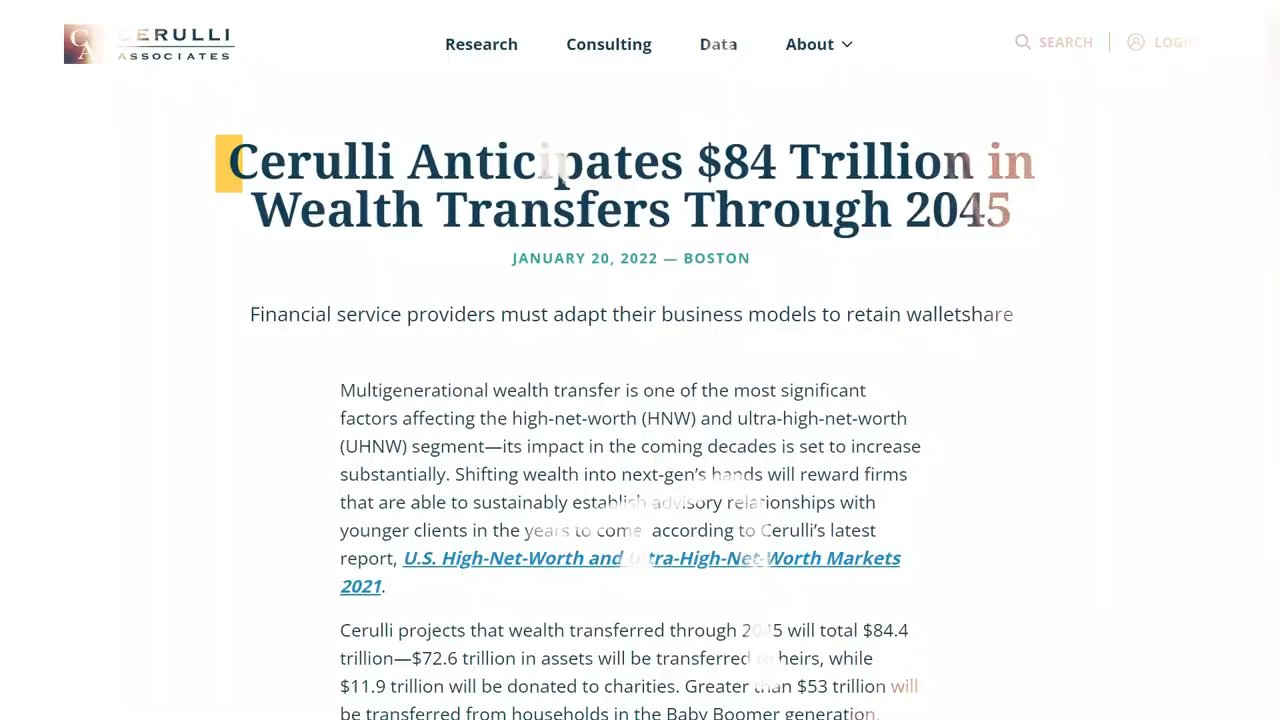 CERULLI
ASSOCIATES
Research Consulting Data About SEARCH LOGIN
Cerulli Anticipates $84 Trillion in
Wealth Transfers Through 2045
JANUARY 20, 2022 — BOSTON
Financial service providers must adapt their business models to retain walletshare
Multigenerational wealth transfer is one of the most significant
factors affecting the high-net-worth (HNW) and ultra-high-net-worth
(UHNW) segment—its impact in the coming decades is set to increase
substantially. Shifting wealth into next-gen’s hands will reward firms
that are able to sustainably establish advisory relationships with
younger clients in the years to come according to Cerulli’s latest
report, U.S. High-Net-Worth and Ultra-High-Net-Worth Markets
2021.
Cerulli projects that wealth transferred through 2045 will total $84.4
trillion—$72.6 trillion in assets will be transferred to heirs, while
$11.9 trillion will be donated to charities. Greater than $53 trillion will
be transferred from households in the Baby Boomer generation,